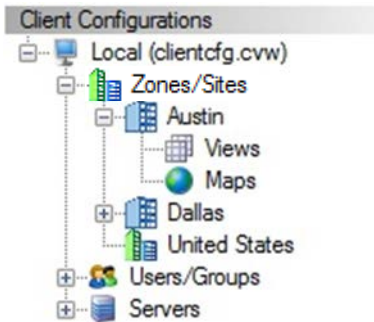 Client Configurations
Local (clientcfg.cvw)
Zones/Sites
Austin
Views
Maps
Dallas
United States
Users/Groups
Servers